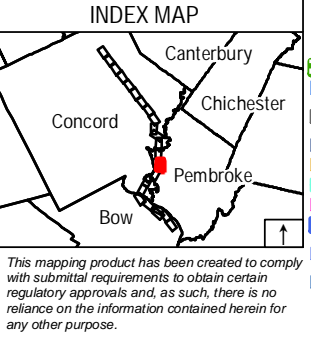 INDEX MAP
Canterbury
Chichester
Concord
Pembroke
Bow
This mapping product has been created to comply
with submittal requirements to obtain certain
regulatory approvals and, as such, there is no
reliance on the information contained herein for
any other purpose.